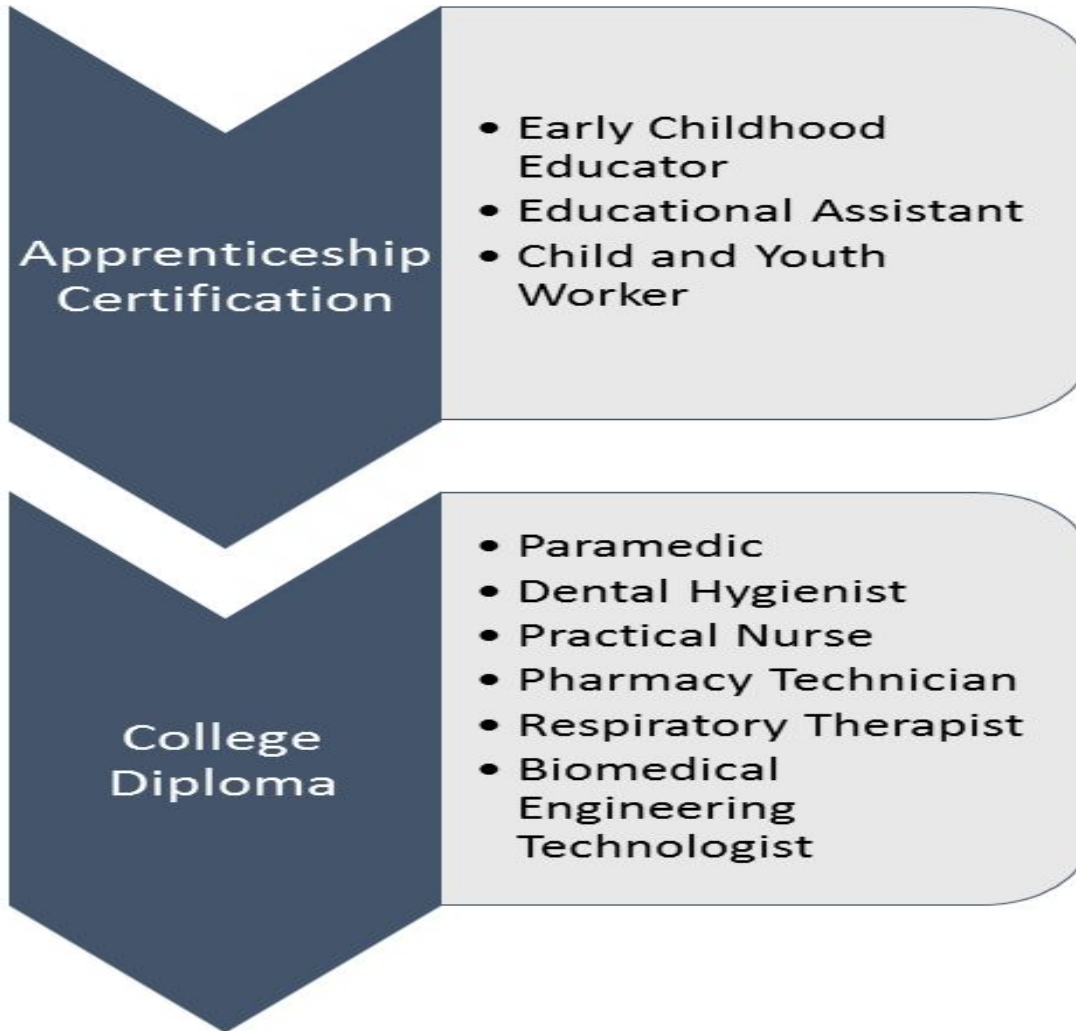 Apprenticeship
Certification
• Early Childhood
Educator
• Educational Assistant
• Child and Youth
Worker
College
Diploma
• Paramedic
• Dental Hygienist
• Practical Nurse
• Pharmacy Technician
• Respiratory Therapist
• Biomedical
Engineering
Technologist